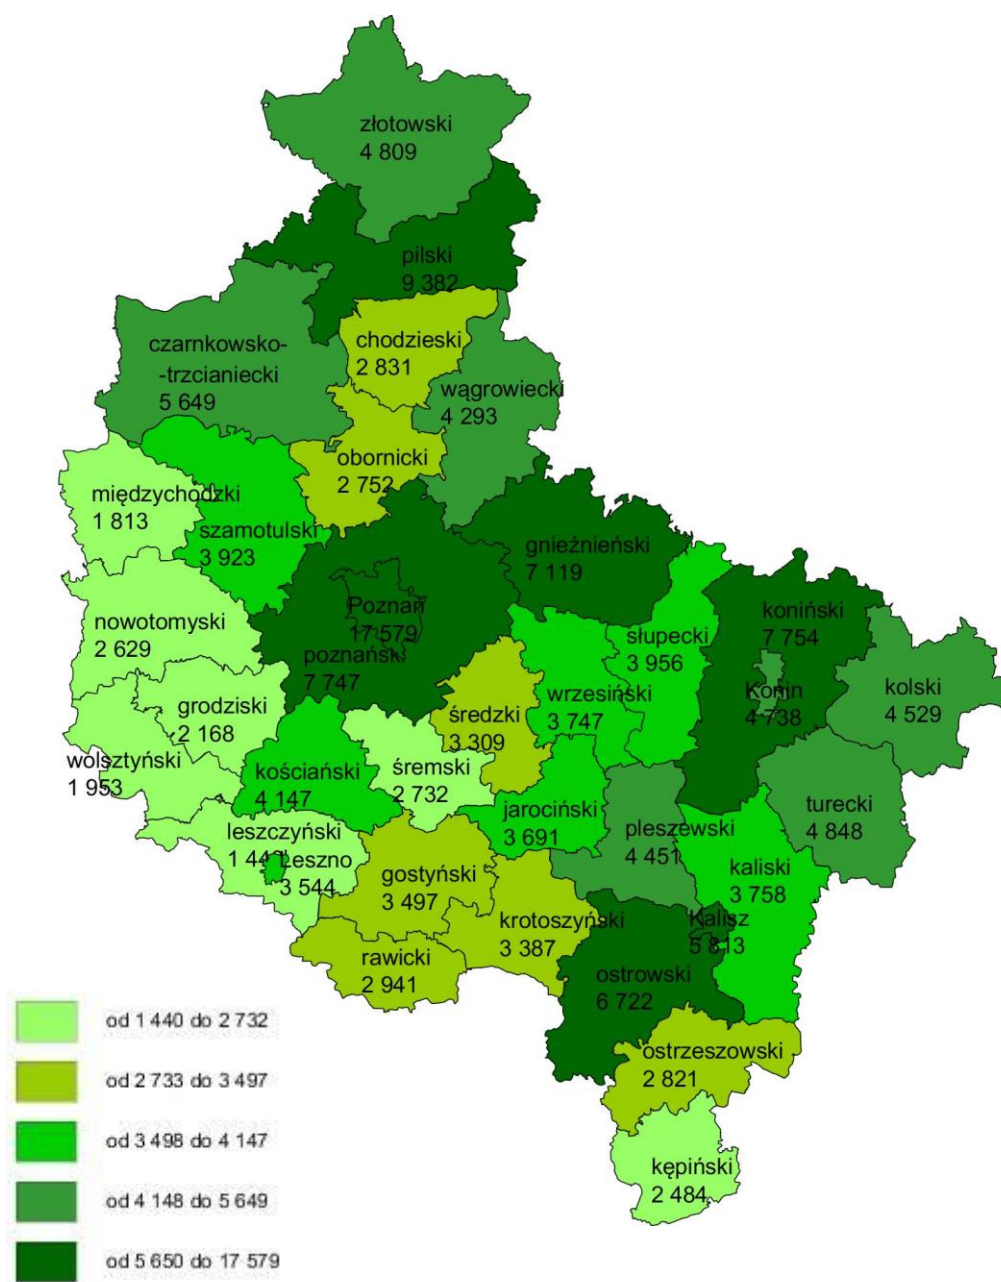 złotowski
4 809
pilski
9 382
chodzieski
2 831
czarnkowsko-
-trzcianecki
5 649
wągrowiecki
4 293
obornicki
2 752
międzychodzki
1 813
szamotulski
3 923
gnieźnieński
7 119
Poznań
17 579
poznański
7 747
nowotomyski
2 629
słupecki
3 956
koniński
7 754
Konin
4 738
kolski
4 529
grodziski
2 168
średzki
3 309
wrzesiński
3 747
wolsztyński
1 953
kościański
4 147
śremski
2 732
jarociński
3 691
turecki
4 848
pleszewski
4 451
leszczyński
1 44
Leszno
3 544
gostyński
3 497
kaliski
3 758
krotoszyński
3 387
Kalisz
5 813
rawicki
2 941
ostrowski
6 722
ostrzeszowski
2 821
kępiński
2 484
od 1 440 do 2 732
od 2 733 do 3 497
od 3 498 do 4 147
od 4 148 do 5 649
od 5 650 do 17 579